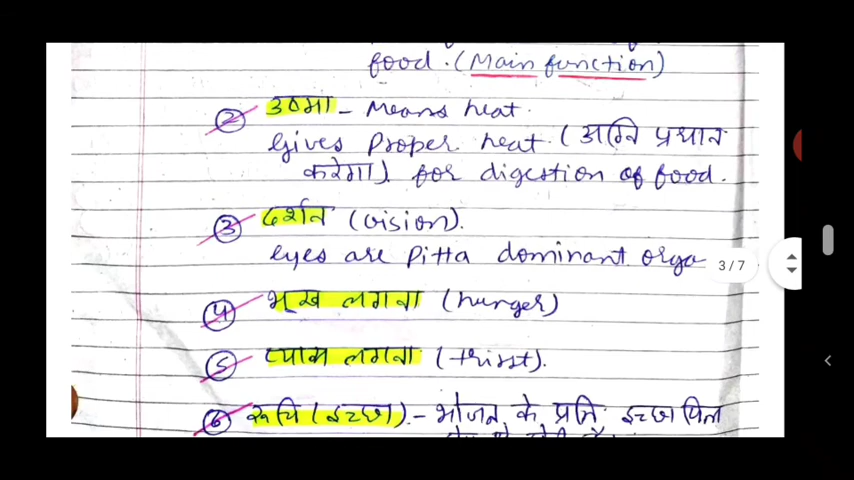 food. (Main function)
② उष्मा - Means heat.
Gives Proper heat (अग्नि प्रधान
करेगा) for digestion of food.
③ दर्शन (vision).
eyes are Pitta dominant orga
3/7
④ भूख लगना (hunger)
⑤ प्यास लगना (thirst).
⑥ रूचि (इच्छा). - भोजन के प्रति इच्छा पित्त